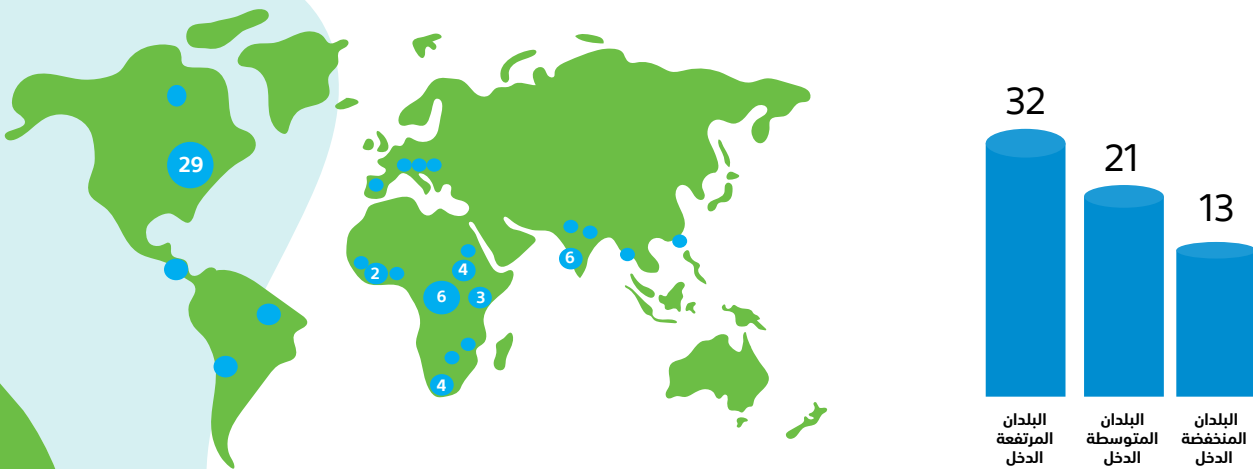 29
2
4
6
3
4
6
32
21
13
البلدان
المرتفعة
الدخل
البلدان
المتوسطة
الدخل
البلدان
المنخفضة
الدخل